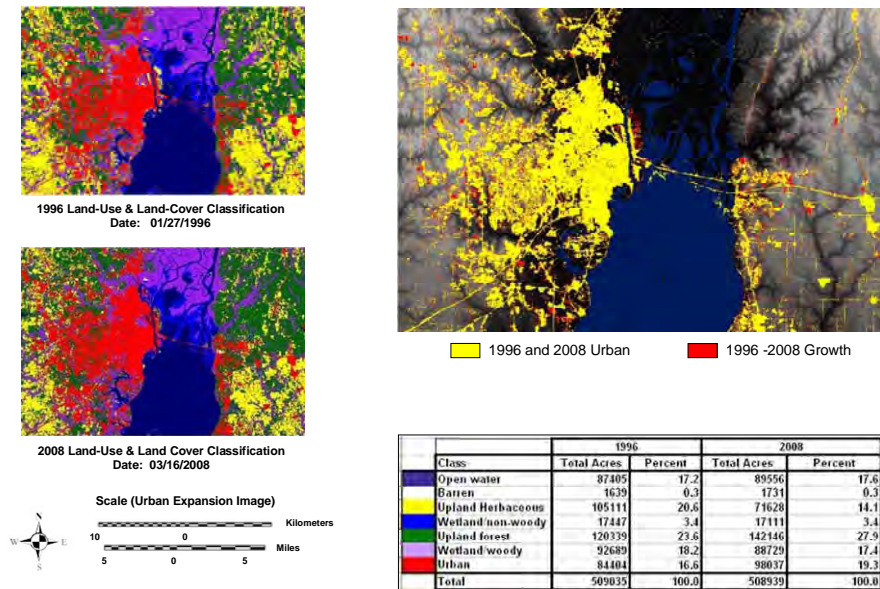 1996 Land-Use & Land-Cover Classification
Date: 01/27/1996
2008 Land-Use & Land Cover Classification
Date: 03/16/2008
Scale (Urban Expansion Image)
N
W E
S
Kilometers
10 0
Miles
5 0 5
1996 and 2008 Urban
1996 -2008 Growth
1996 2008
Class Total Acres Percent Total Acres Percent
Open water 87405 17.2 89556 17.6
Barren 1639 0.3 1731 0.3
Upland Herbaceous 105111 20.6 71628 14.1
Wetland/non-woody 17447 3.4 17111 3.4
Upland forest 120339 23.6 142146 27.9
Wetland/woody 92689 18.2 88729 17.4
Urban 84404 16.6 98037 19.3
Total 509035 100.0 508939 100.0